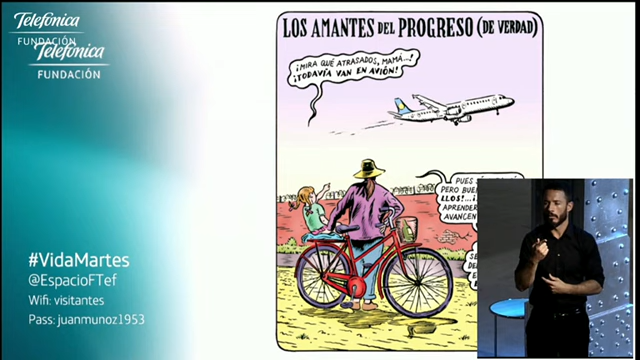 Telefónica
FUNDACIÓN
Telefónica
FUNDACIÓN
LOS AMANTES DEL PROGRESO (DE VERDAD)
¡MIRA QUÉ ATRASADOS, MAMÁ...!
¡TODAVÍA VAN EN AVIÓN!
PUES
PERO BUE
LLOS!...
APRENDER
AVANCEN
#VidaMartes
@EspacioFTef
Wifi: visitantes
Pass: juanmunoz1953